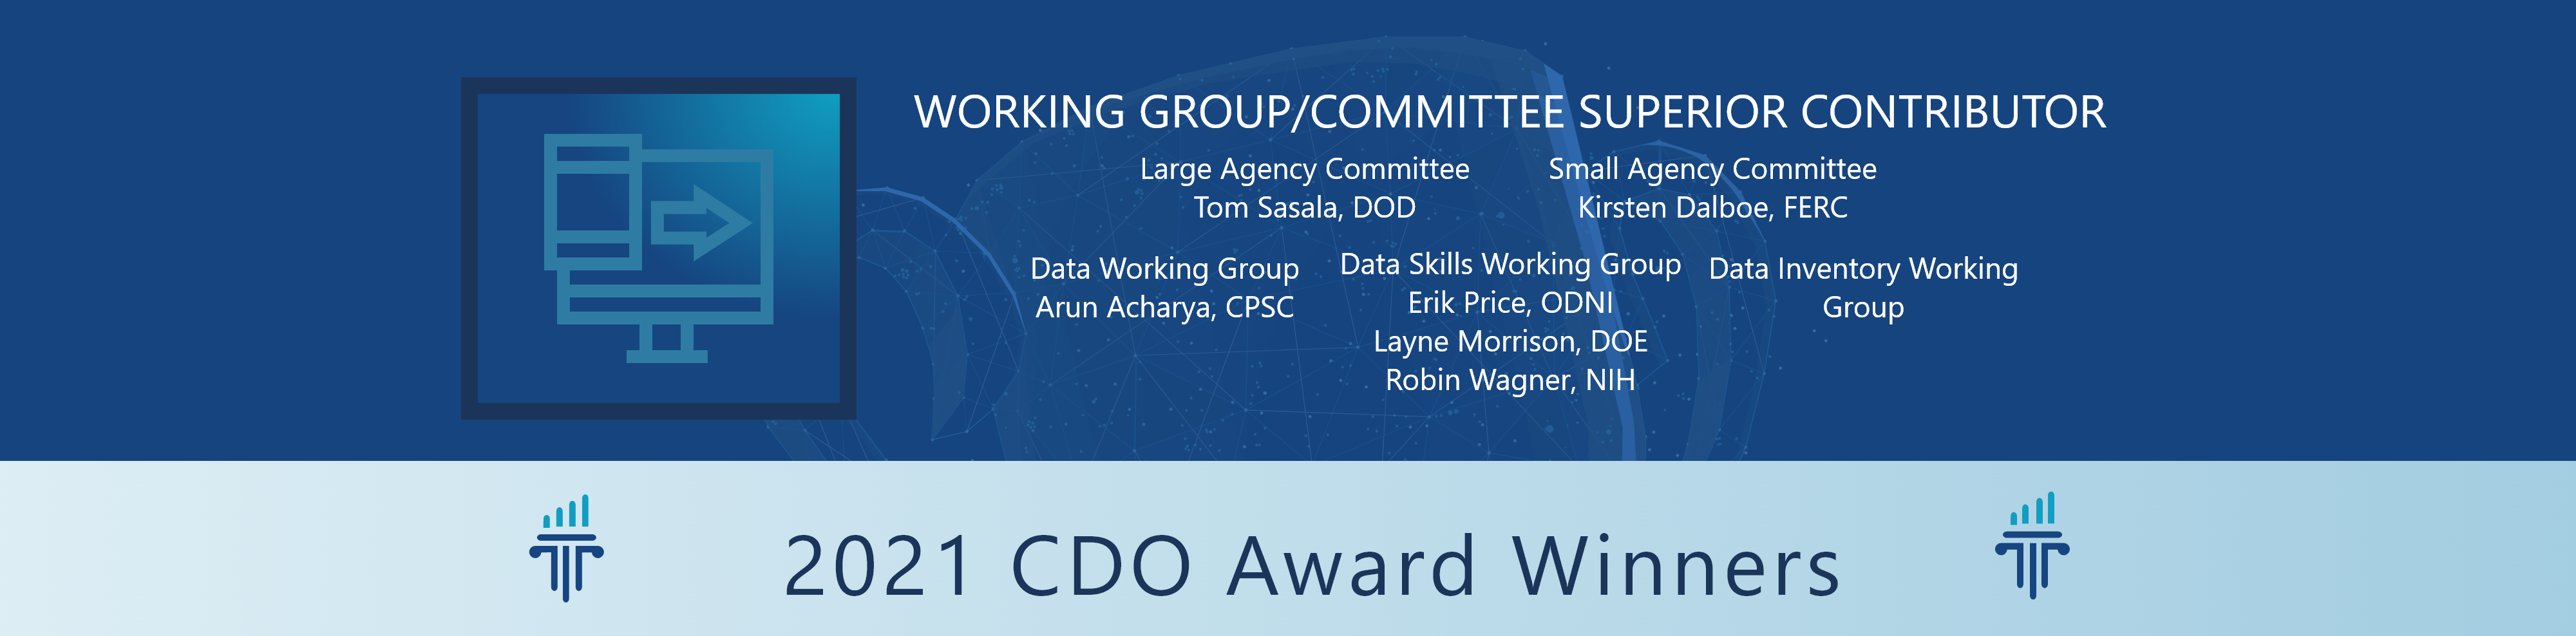 WORKING GROUP/COMMITTEE SUPERIOR CONTRIBUTOR
Large Agency Committee
Tom Sasala, DOD
Small Agency Committee
Kirsten Dalboe, FERC
Data Working Group
Arun Acharya, CPSC
Data Skills Working Group
Erik Price, ODNI
Layne Morrison, DOE
Robin Wagner, NIH
Data Inventory Working
Group
2021 CDO Award Winners